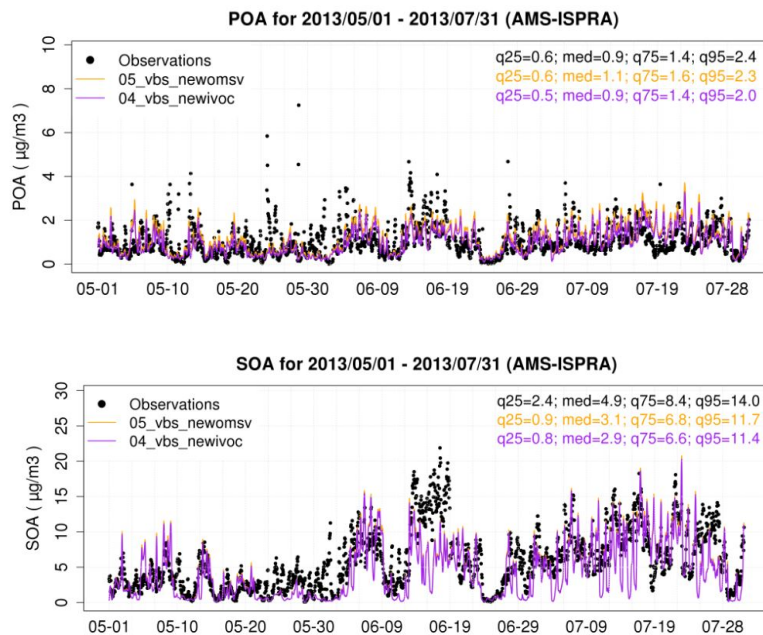 POA for 2013/05/01 - 2013/07/31 (AMS-ISPRA)
Observations
05_vbs_newomsv
04_vbs_newivoc
q25=0.6; med=0.9; q75=1.4; q95=2.4
q25=0.6; med=1.1; q75=1.6; q95=2.3
q25=0.5; med=0.9; q75=1.4; q95=2.0
POA ( μg/m3 )
10
8
6
4
2
0
05-01 05-10 05-20 05-30 06-09 06-19 06-29 07-09 07-19 07-28
SOA for 2013/05/01 - 2013/07/31 (AMS-ISPRA)
Observations
05_vbs_newomsv
04_vbs_newivoc
q25=2.4; med=4.9; q75=8.4; q95=14.0
q25=0.9; med=3.1; q75=6.8; q95=11.7
q25=0.8; med=2.9; q75=6.6; q95=11.4
SOA ( μg/m3 )
30
25
20
15
10
5
0
05-01 05-10 05-20 05-30 06-09 06-19 06-29 07-09 07-19 07-28